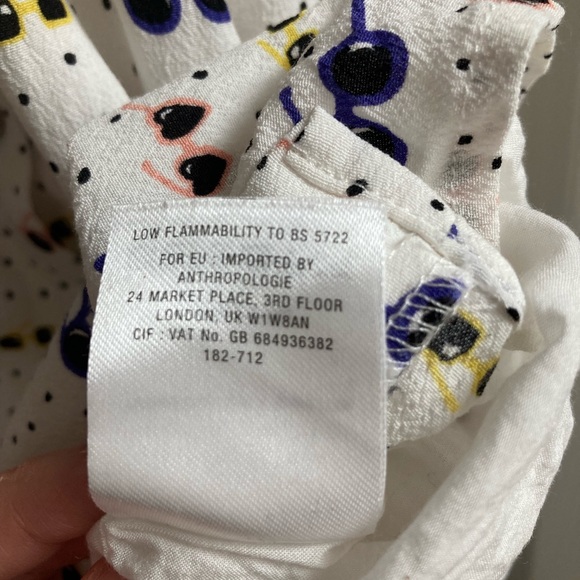 LOW FLAMMABILITY TO BS 5722
FOR EU : IMPORTED BY
ANTHROPOLOGIE
24 MARKET PLACE, 3RD FLOOR
LONDON, UK W1W8AN
CIF : VAT No. GB 684936382
182-712